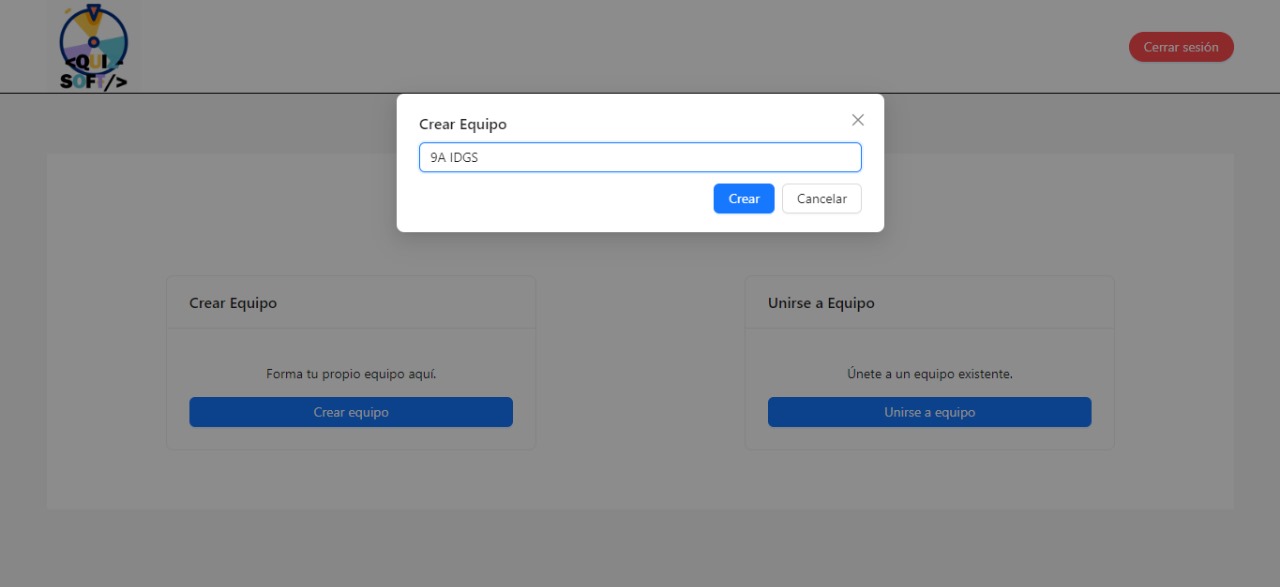 <QUI
SOFT/>
Cerrar sesión
Crear Equipo
9A IDGS
Crear
Cancelar
Crear Equipo
Forma tu propio equipo aquí.
Crear equipo
Unirse a Equipo
Únete a un equipo existente.
Unirse a equipo